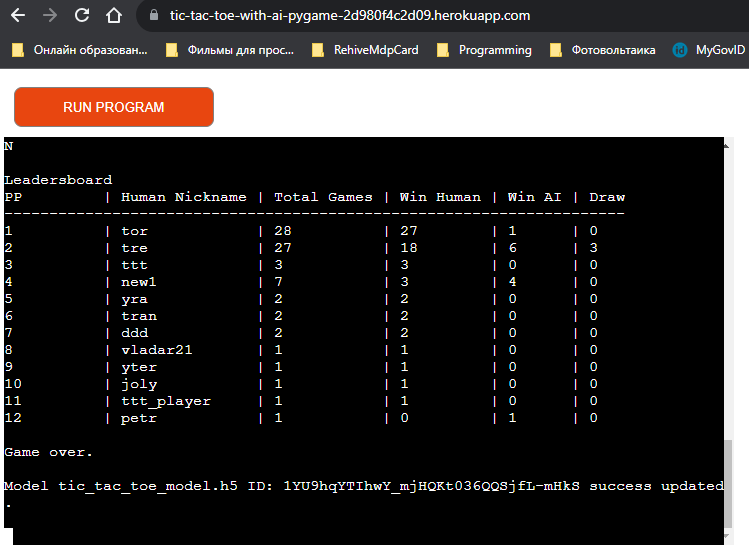 tic-tac-toe-with-ai-pygame-2d980f4c2d09.herokuapp.com
Онлайн образован... Фильмы для прос... RehiveMdpCard Programming Фотовольтаика id MyGovID
RUN PROGRAM
N
Leadersboard
PP | Human Nickname | Total Games | Win Human | Win AI | Draw
---------------------------------------------------------------------
1 | tor | 28 | 27 | 1 | 0
2 | tre | 27 | 18 | 6 | 3
3 | ttt | 3 | 3 | 0 | 0
4 | new1 | 7 | 3 | 4 | 0
5 | yra | 2 | 2 | 0 | 0
6 | tran | 2 | 2 | 0 | 0
7 | ddd | 2 | 2 | 0 | 0
8 | vladar21 | 1 | 1 | 0 | 0
9 | yter | 1 | 1 | 0 | 0
10 | joly | 1 | 1 | 0 | 0
11 | ttt_player | 1 | 1 | 0 | 0
12 | petr | 1 | 0 | 1 | 0
Game over.
Model tic_tac_toe_model.h5 ID: 1YU9hqYTIhwY_mjHQKt036QQSjfL-mHkS success updated
.